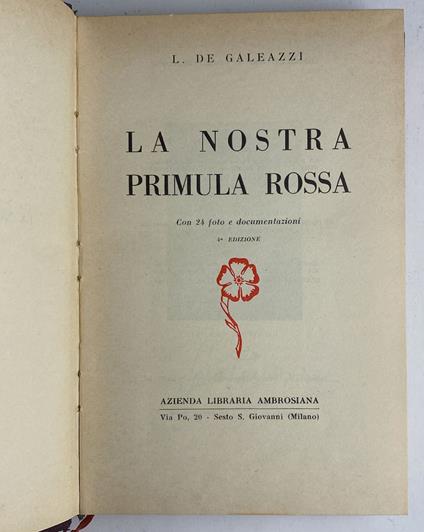 L. DE GALEAZZI
LA NOSTRA
PRIMULA ROSSA
Con 24 foto e documentazioni
4ª EDIZIONE
AZIENDA LIBRARIA AMBROSIANA
Via Po, 20 - Sesto S. Giovanni (Milano)